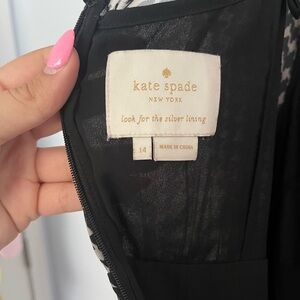 kate spade
NEW YORK
look for the silver lining
14
MADE IN CHINA